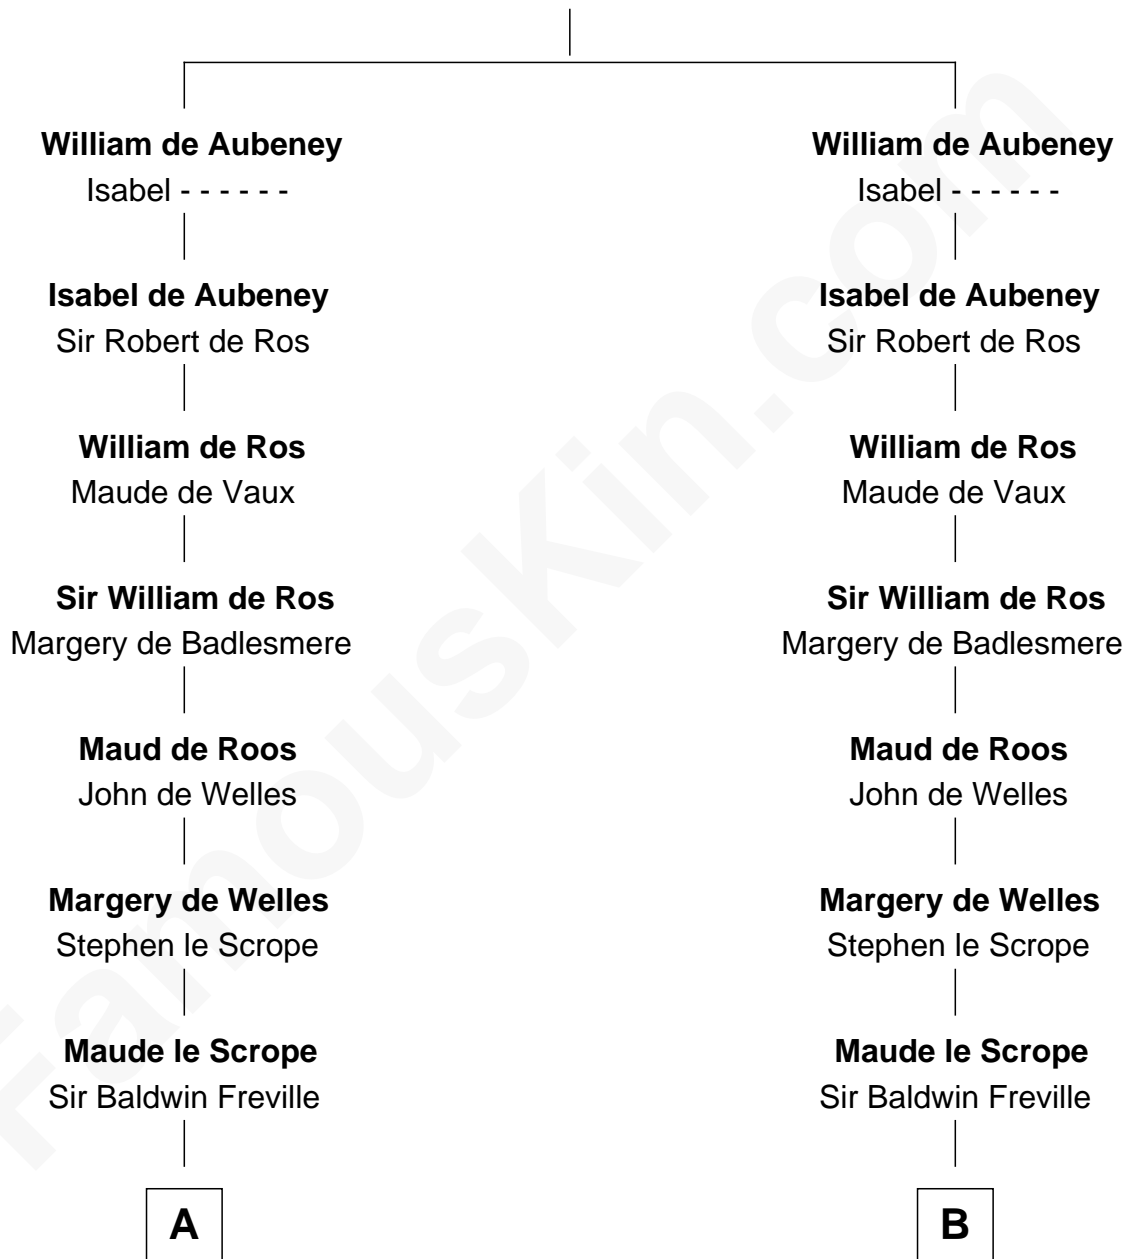 William de Aubeney
Isabel - - - - - -
Isabel de Aubeney
Sir Robert de Ros
William de Ros
Maude de Vaux
Sir William de Ros
Margery de Badlesmere
Maud de Roos
John de Welles
Margery de Welles
Stephen le Scrope
Maude le Scrope
Sir Baldwin Freville
A
William de Aubeney
Isabel - - - - - -
Isabel de Aubeney
Sir Robert de Ros
William de Ros
Maude de Vaux
Sir William de Ros
Margery de Badlesmere
Maud de Roos
John de Welles
Margery de Welles
Stephen le Scrope
Maude le Scrope
Sir Baldwin Freville
B
FamousKin.com